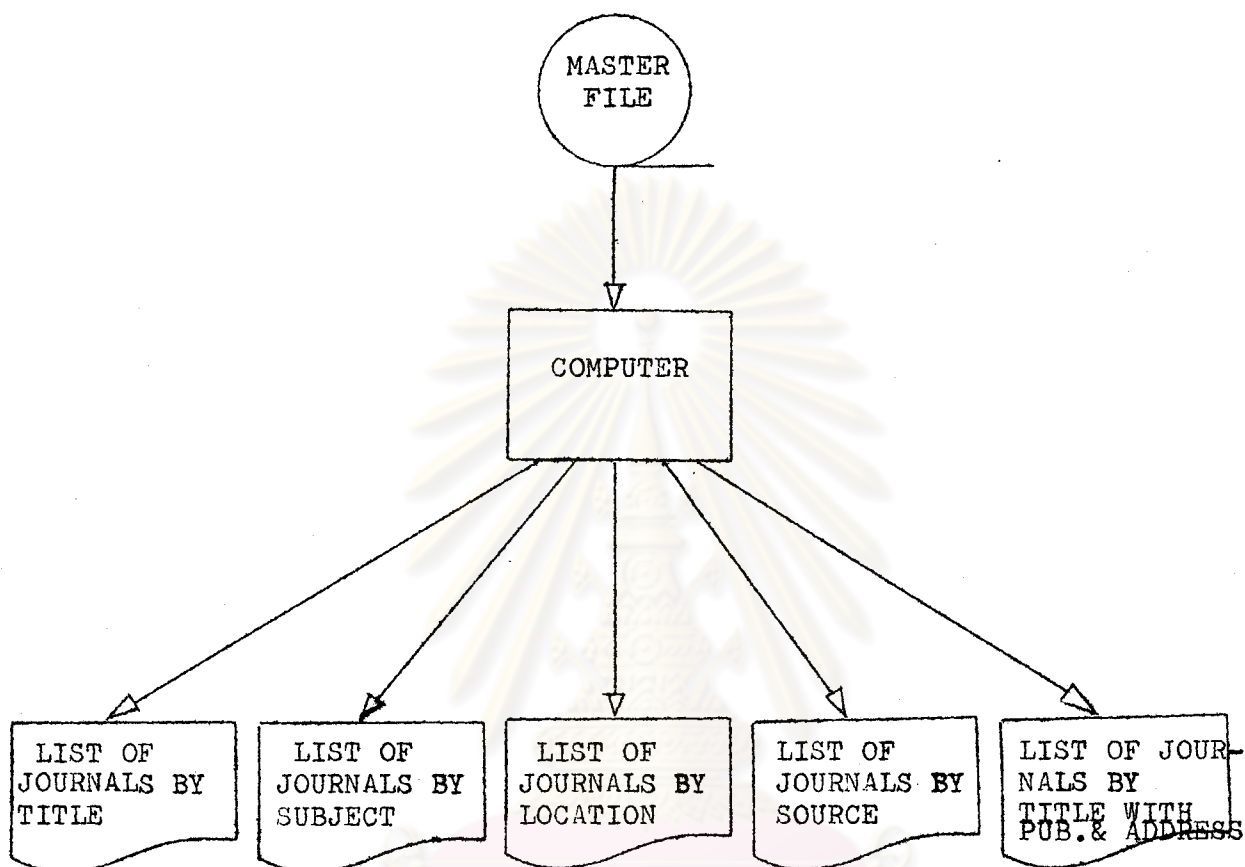 MASTER
FILE
COMPUTER
LIST OF
JOURNALS BY
TITLE
LIST OF
JOURNALS BY
SUBJECT
LIST OF
JOURNALS BY
LOCATION
LIST OF
JOURNALS BY
SOURCE
LIST OF JOUR-
NALS BY
TITLE WITH
PUB.& ADDRESS